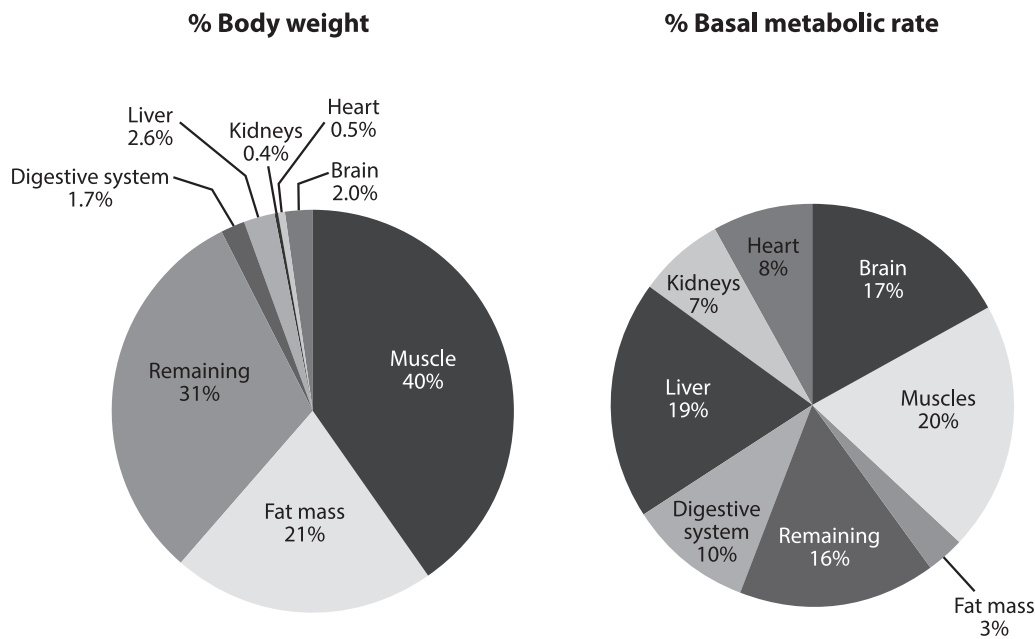 % Body weight
Liver
2.6%
Kidneys
0.4%
Heart
0.5%
Digestive system
1.7%
Brain
2.0%
Muscle
40%
Remaining
31%
Fat mass
21%
% Basal metabolic rate
Heart
8%
Brain
17%
Kidneys
7%
Liver
19%
Muscles
20%
Digestive
system
10%
Remaining
16%
Fat mass
3%